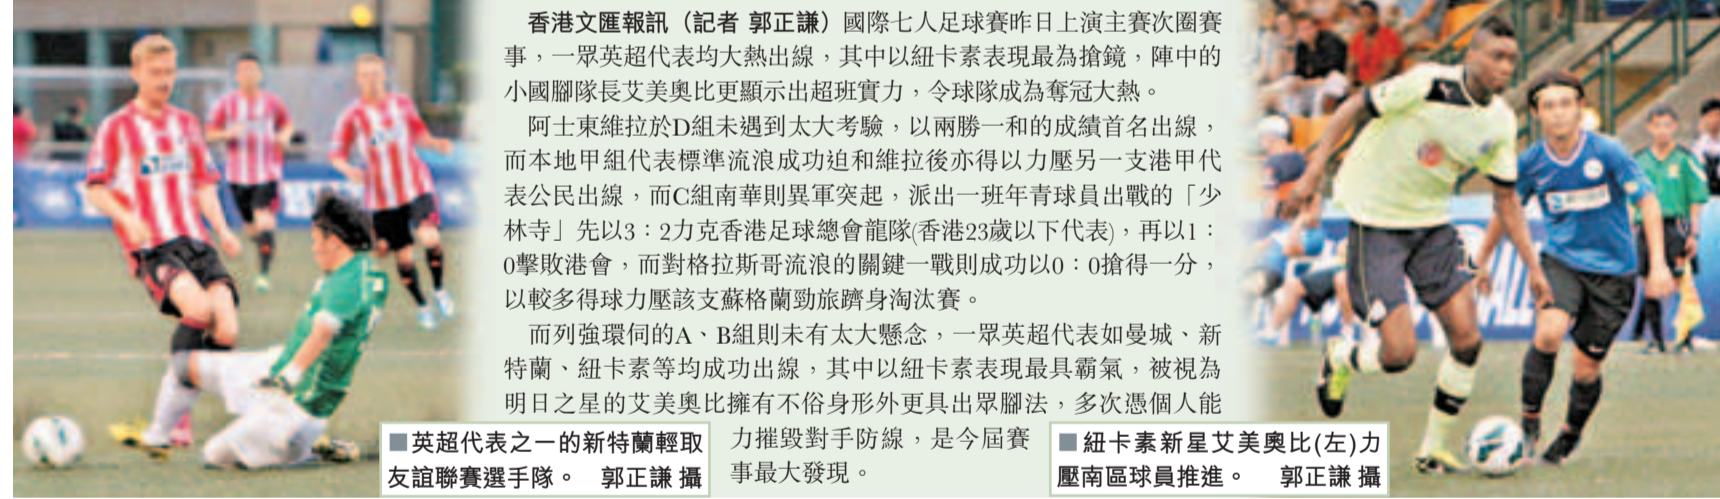 香港文匯報訊（記者 郭正謙）國際七人足球賽昨日上演主賽次圈賽
事，一眾英超代表均大熱出線，其中以紐卡素表現最為搶鏡，陣中的
小國腳隊長艾美奧比更顯示出超班實力，令球隊成為奪冠大熱。
阿士東維拉於D組未遇到太大考驗，以兩勝一和的成績首名出線，
而本地甲組代表標準流浪成功迫和維拉後亦得以力壓另一支港甲代
表公民出線，而C組南華則異軍突起，派出一班年青球員出戰的「少
林寺」先以3：2力克香港足球總會龍隊(香港23歲以下代表)，再以1：
0擊敗港會，而對格拉斯哥流浪的關鍵一戰則成功以0：0搶得一分，
以較多得球力壓該支蘇格蘭勁旅躋身淘汰賽。
而列強環伺的A、B組則未有太大懸念，一眾英超代表如曼城、新
特蘭、紐卡素等均成功出線，其中以紐卡素表現最具霸氣，被視為
明日之星的艾美奧比擁有不俗身形外更具出眾腳法，多次憑個人能
力摧毀對手防線，是今屆賽
事最大發現。
■英超代表之一的新特蘭輕取
友誼聯賽選手隊。 郭正謙 攝
■紐卡素新星艾美奧比(左)力
壓南區球員推進。 郭正謙 攝